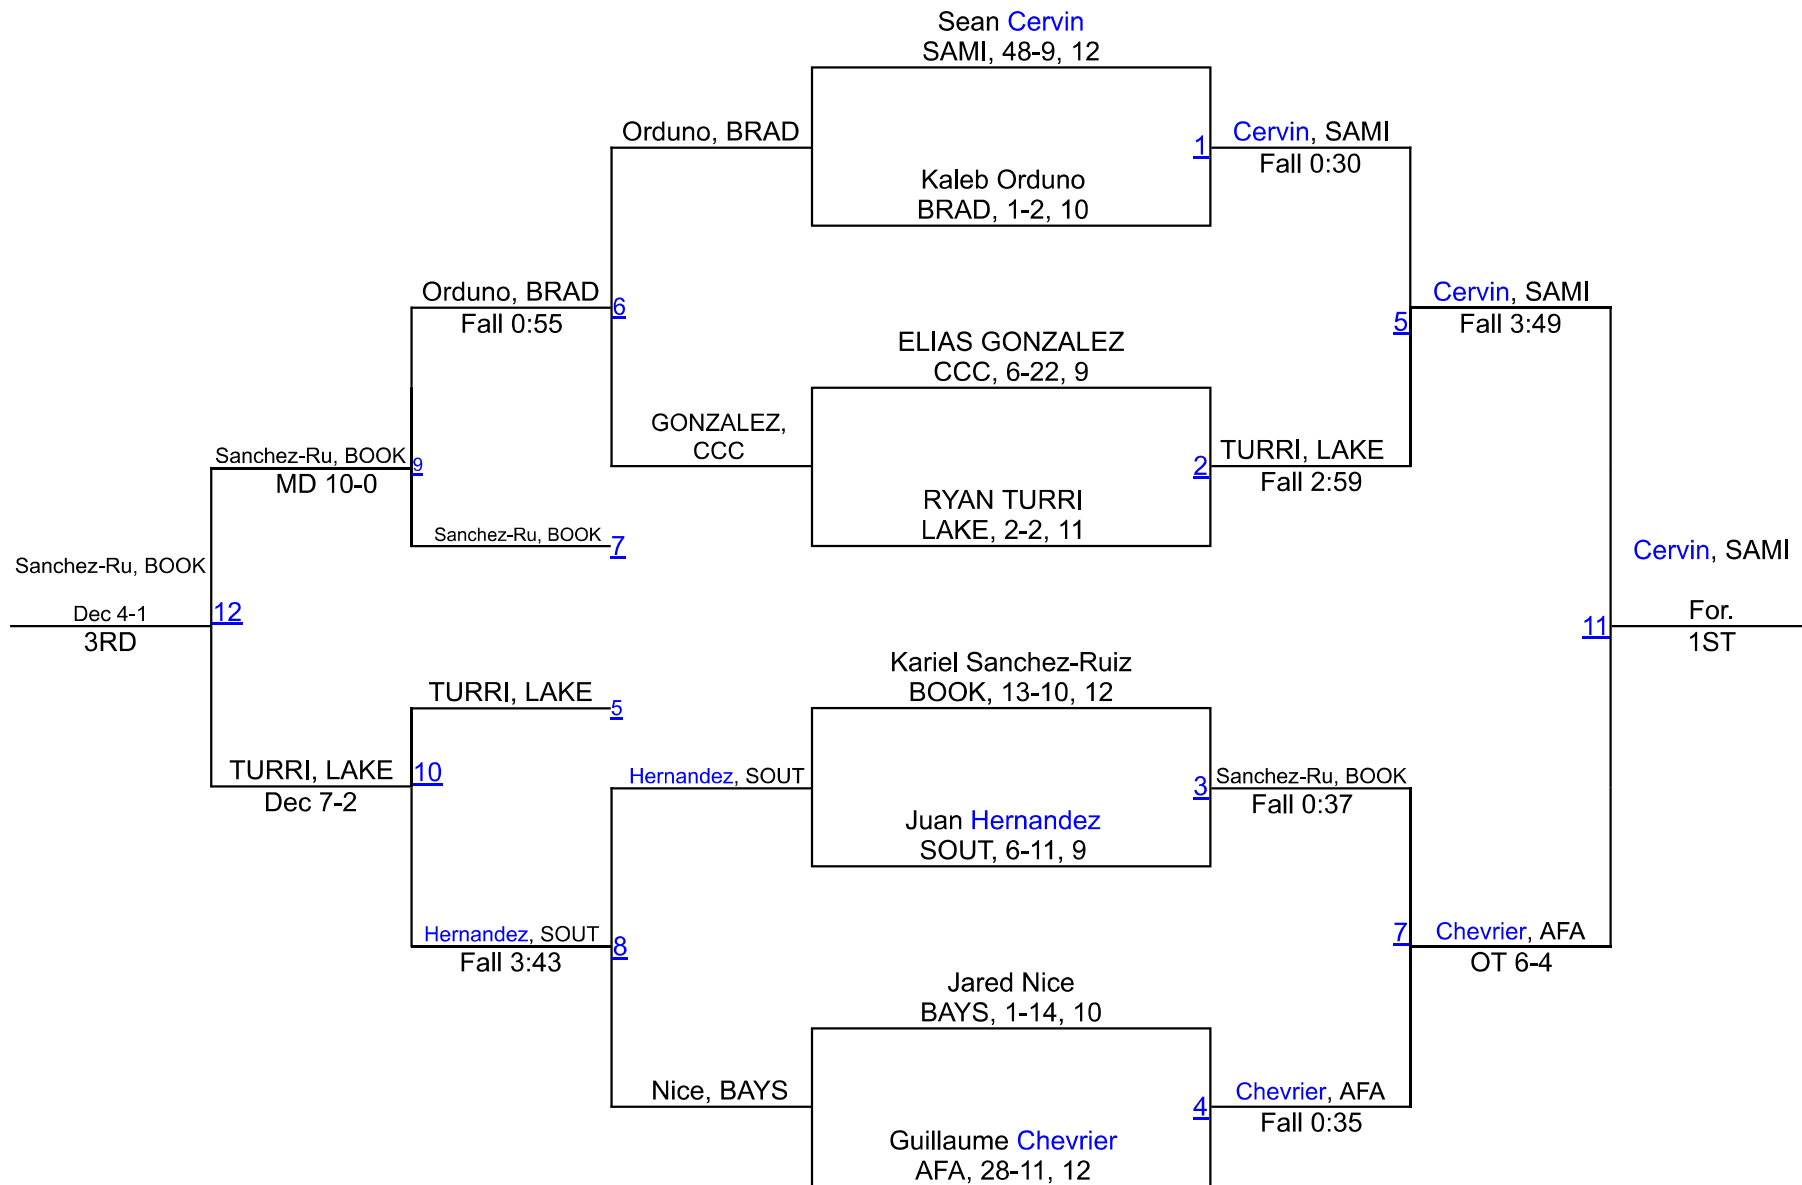 Sean Cervin
SAMI, 48-9, 12
Orduno, BRAD
1
Cervin, SAMI
Fall 0:30
Kaleb Orduno
BRAD, 1-2, 10
Orduno, BRAD
Fall 0:55
6
Cervin, SAMI
Fall 3:49
5
ELIAS GONZALEZ
CCC, 6-22, 9
GONZALEZ,
CCC
2
TURRI, LAKE
Fall 2:59
Sanchez-Ru, BOOK
MD 10-0
9
RYAN TURRI
LAKE, 2-2, 11
Sanchez-Ru, BOOK
7
Sanchez-Ru, BOOK
Dec 4-1
3RD
12
Cervin, SAMI
For.
1ST
11
Kariel Sanchez-Ruiz
BOOK, 13-10, 12
TURRI, LAKE
5
TURRI, LAKE
Dec 7-2
10
Hernandez, SOUT
3
Sanchez-Ru, BOOK
Fall 0:37
Juan Hernandez
SOUT, 6-11, 9
Hernandez, SOUT
Fall 3:43
8
7
Chevrier, AFA
OT 6-4
Jared Nice
BAYS, 1-14, 10
Nice, BAYS
4
Chevrier, AFA
Fall 0:35
Guillaume Chevrier
AFA, 28-11, 12